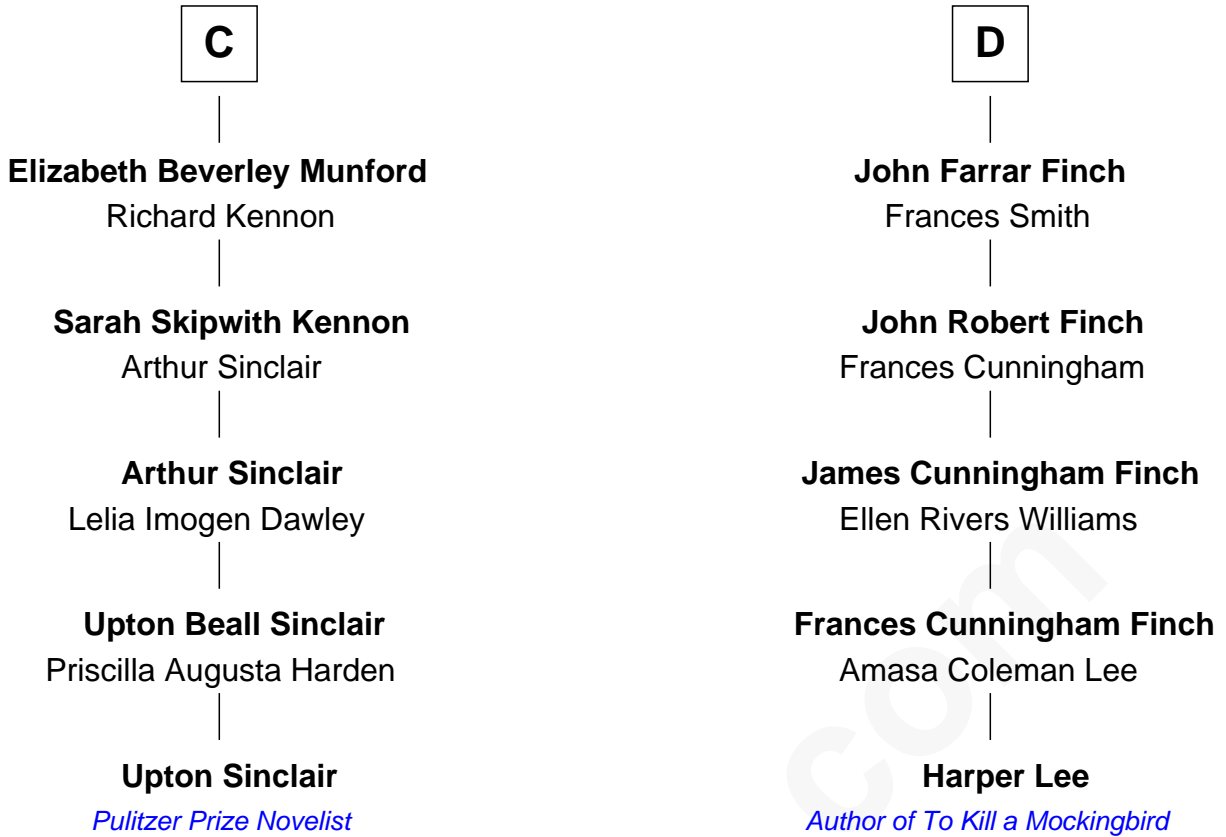 C
Elizabeth Beverley Munford
Richard Kennon
Sarah Skipwith Kennon
Arthur Sinclair
Arthur Sinclair
Lelia Imogen Dawley
Upton Beall Sinclair
Priscilla Augusta Harden
Upton Sinclair
Pulitzer Prize Novelist
D
John Farrar Finch
Frances Smith
John Robert Finch
Frances Cunningham
James Cunningham Finch
Ellen Rivers Williams
Frances Cunningham Finch
Amasa Coleman Lee
Harper Lee
Author of To Kill a Mockingbird
com